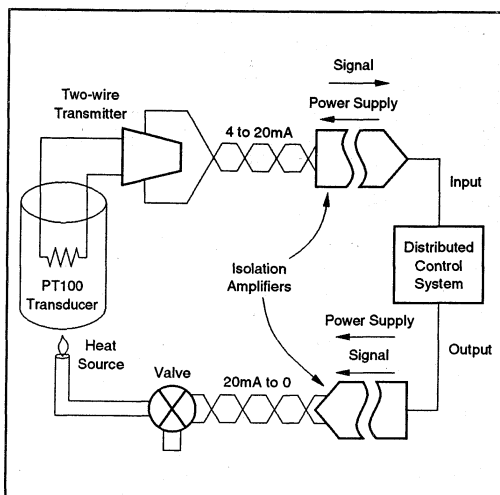 Signal
Two-wire
Transmitter
Power Supply
4 to 20mA
Input
PT100
Transducer
Isolation
Amplifiers
Distributed
Control
System
Power Supply
Heat
Source
Valve
Signal
Output
20mA to 0